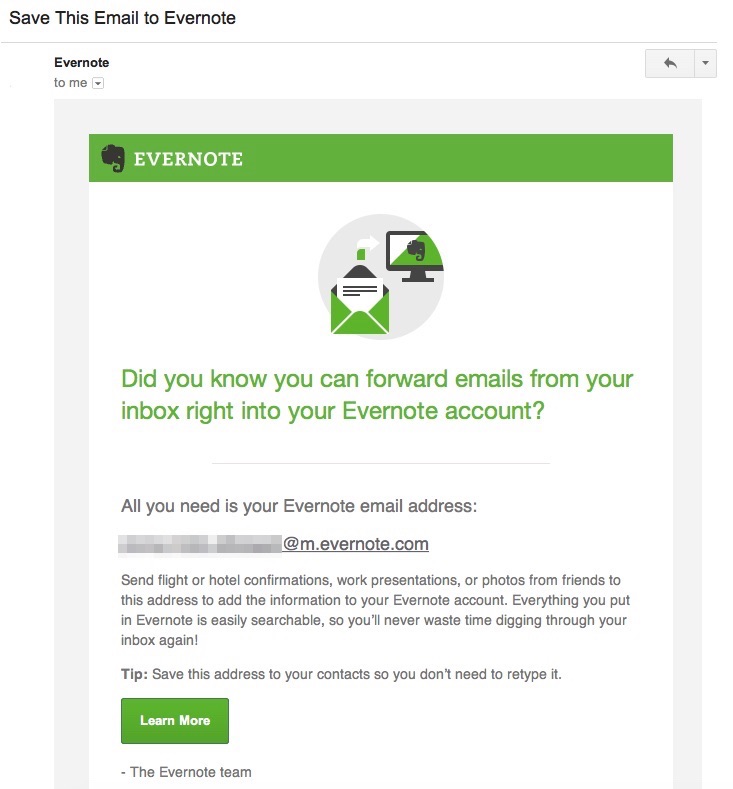 Save This Email to Evernote
Evernote
to me
EVERNOTE
Did you know you can forward emails from your
inbox right into your Evernote account?
All you need is your Evernote email address:
@m.evernote.com
Send flight or hotel confirmations, work presentations, or photos from friends to
this address to add the information to your Evernote account. Everything you put
in Evernote is easily searchable, so you’ll never waste time digging through your
inbox again!
Tip: Save this address to your contacts so you don’t need to retype it.
Learn More
- The Evernote team